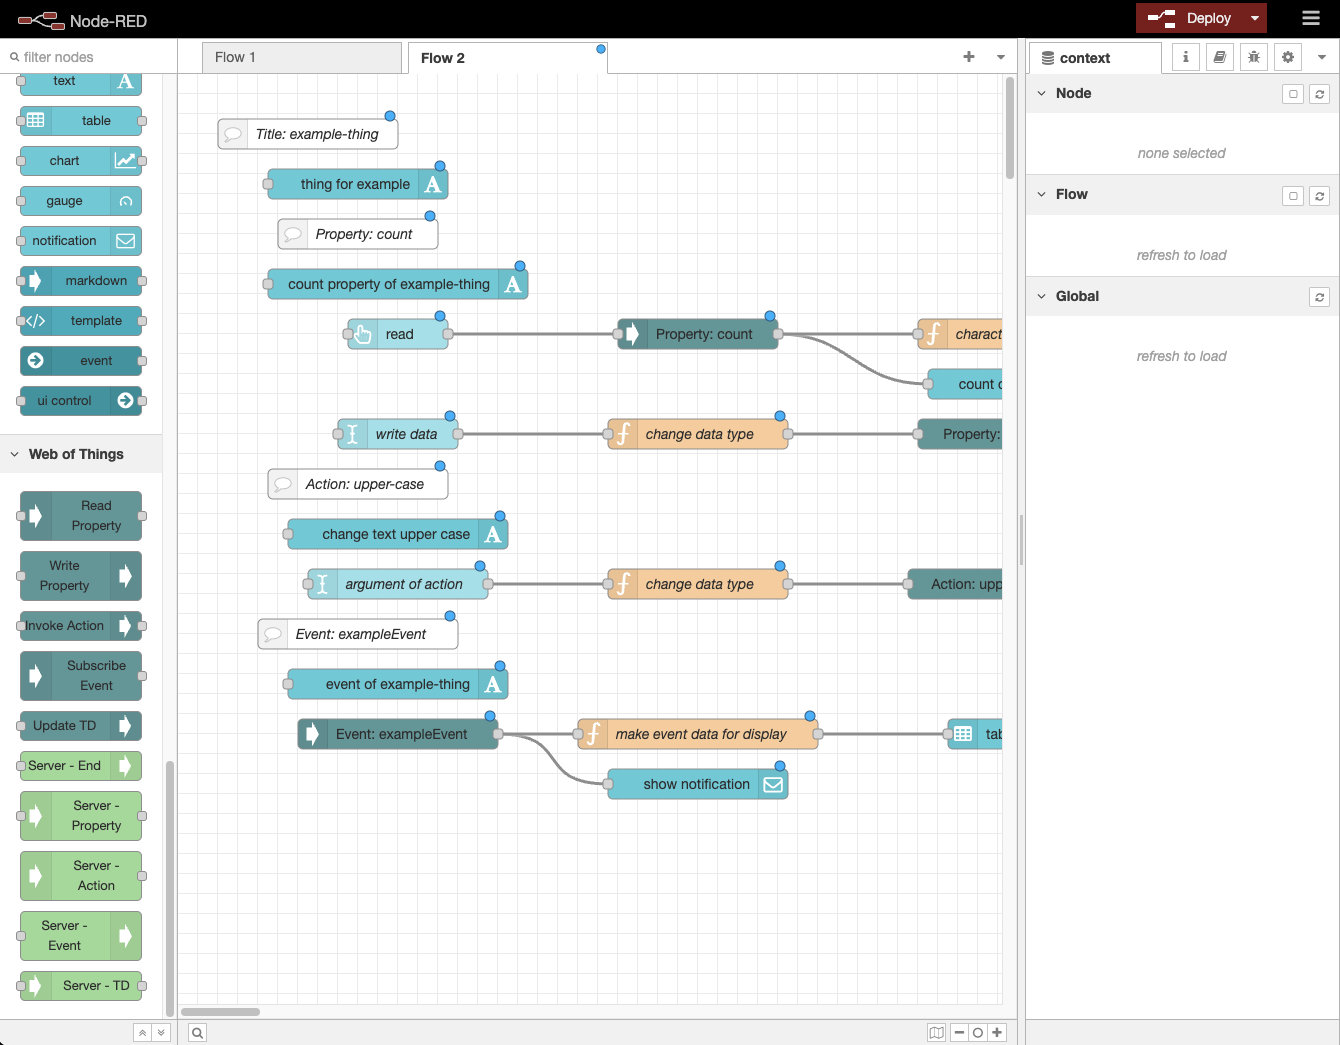 Node-RED
Deploy
filter nodes
Flow 1
Flow 2
context
text
table
chart
gauge
notification
markdown
template
event
ui control
Web of Things
Read
Property
Write
Property
Invoke Action
Subscribe
Event
Update TD
Server - End
Server -
Property
Server -
Action
Server -
Event
Server - TD
Title: example-thing
thing for example
Property: count
count property of example-thing
read
Property: count
charact
count
write data
change data type
Property:
Action: upper-case
change text upper case
argument of action
change data type
Action: upp
Event: exampleEvent
event of example-thing
Event: exampleEvent
make event data for display
tab
show notification
Node
none selected
Flow
refresh to load
Global
refresh to load